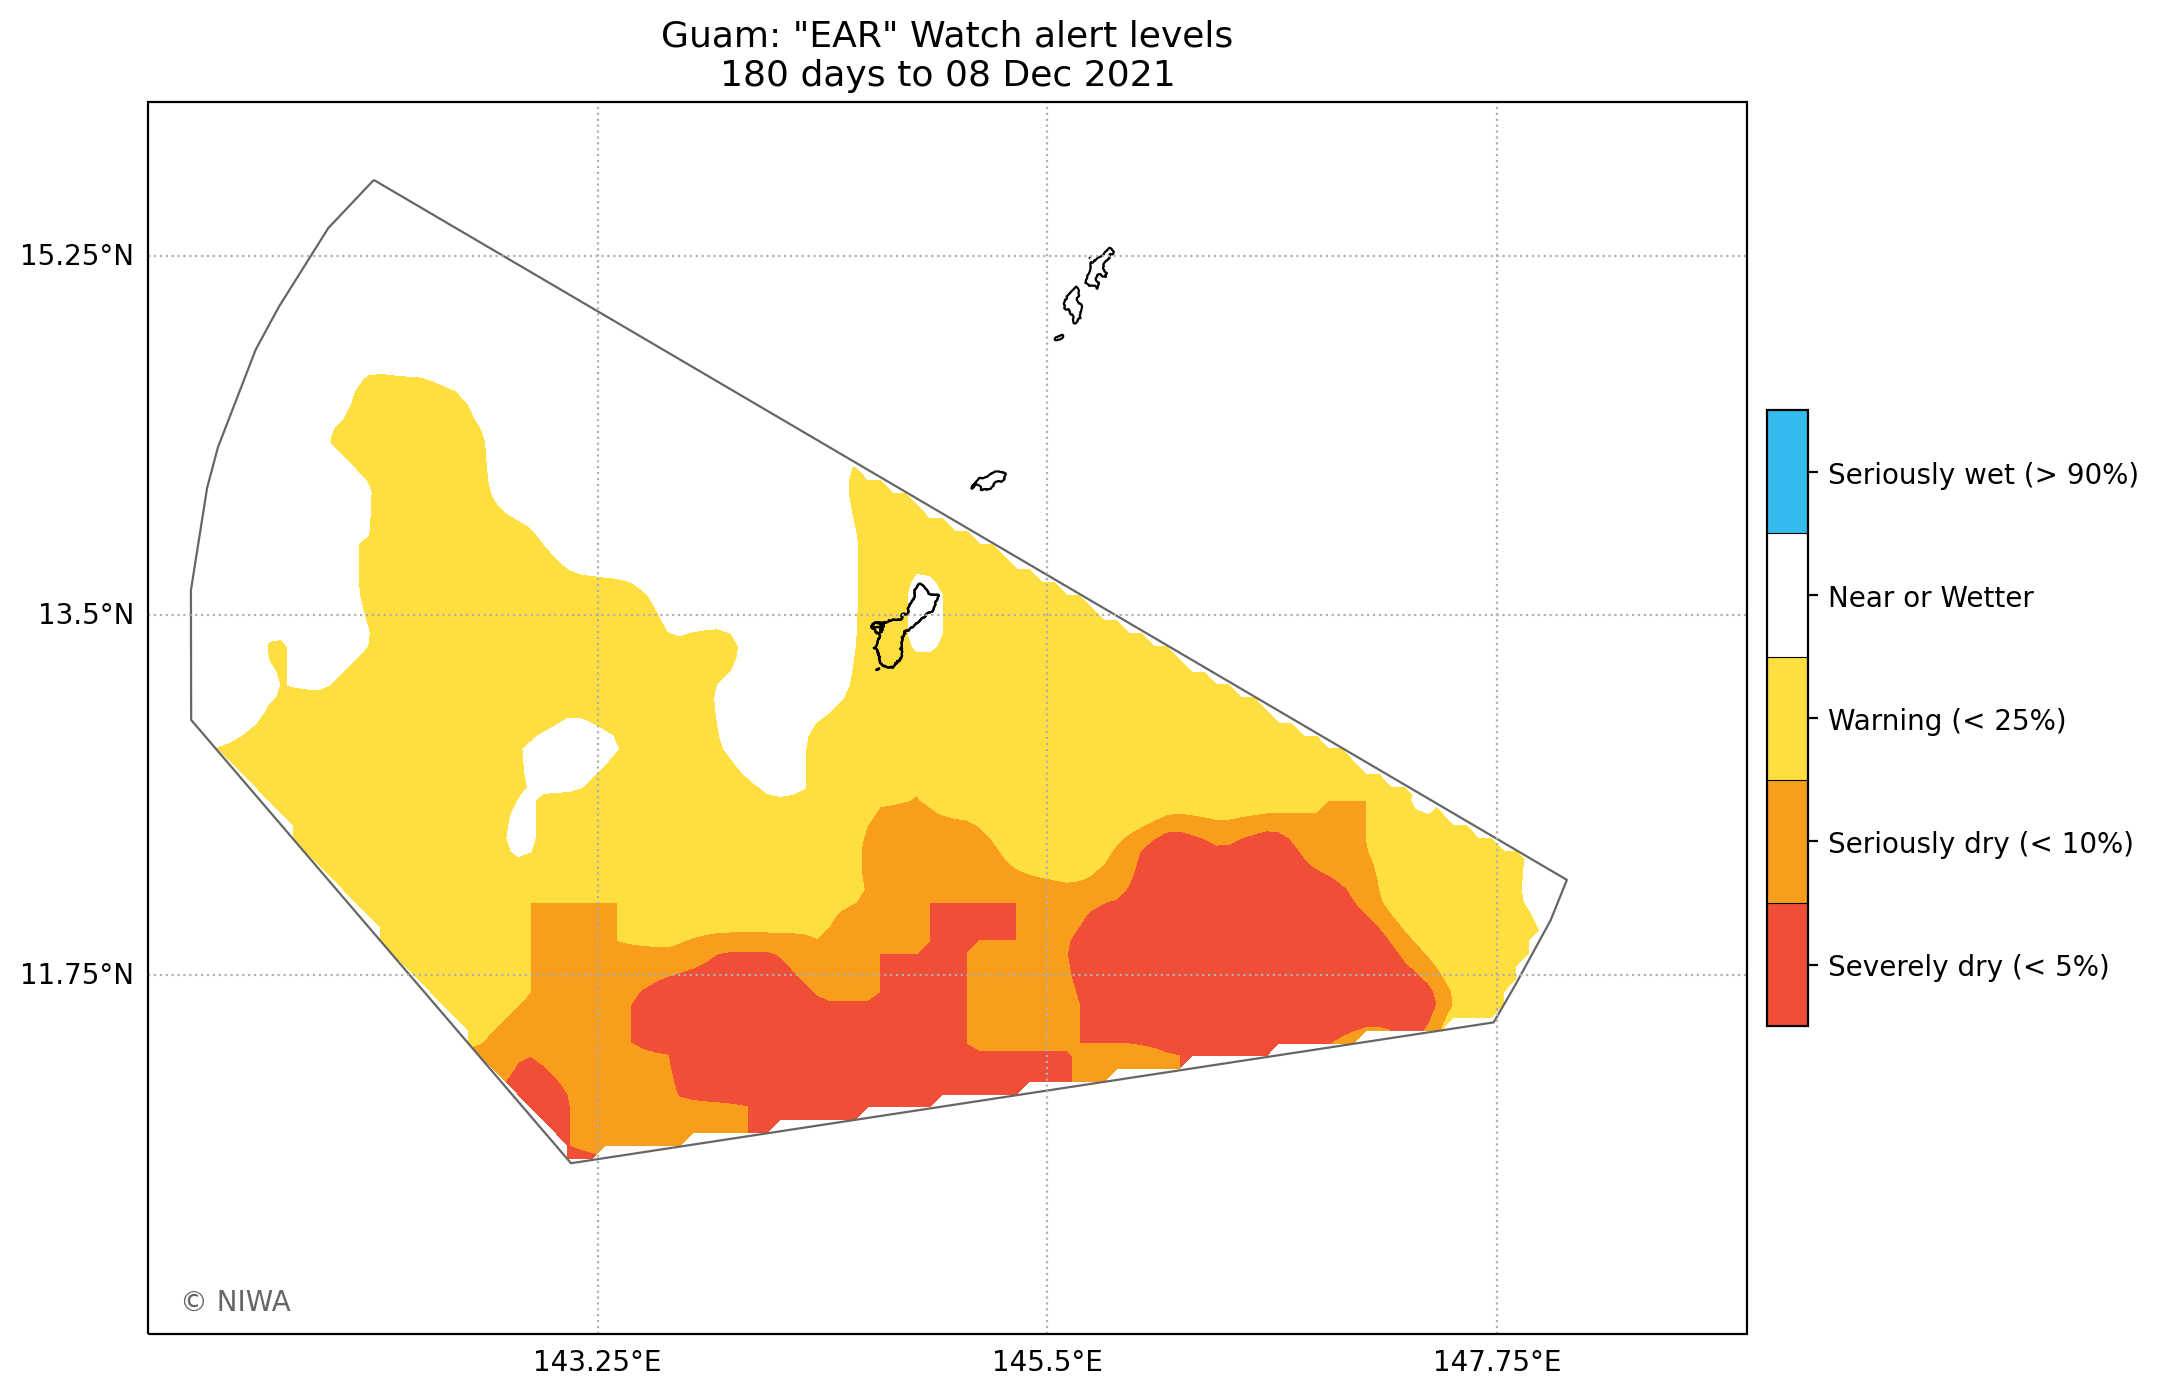 Guam: "EAR" Watch alert levels
180 days to 08 Dec 2021
15.25°N
13.5°N
11.75°N
143.25°E
145.5°E
147.75°E
Seriously wet (> 90%)
Near or Wetter
Warning (< 25%)
Seriously dry (< 10%)
Severely dry (< 5%)
© NIWA